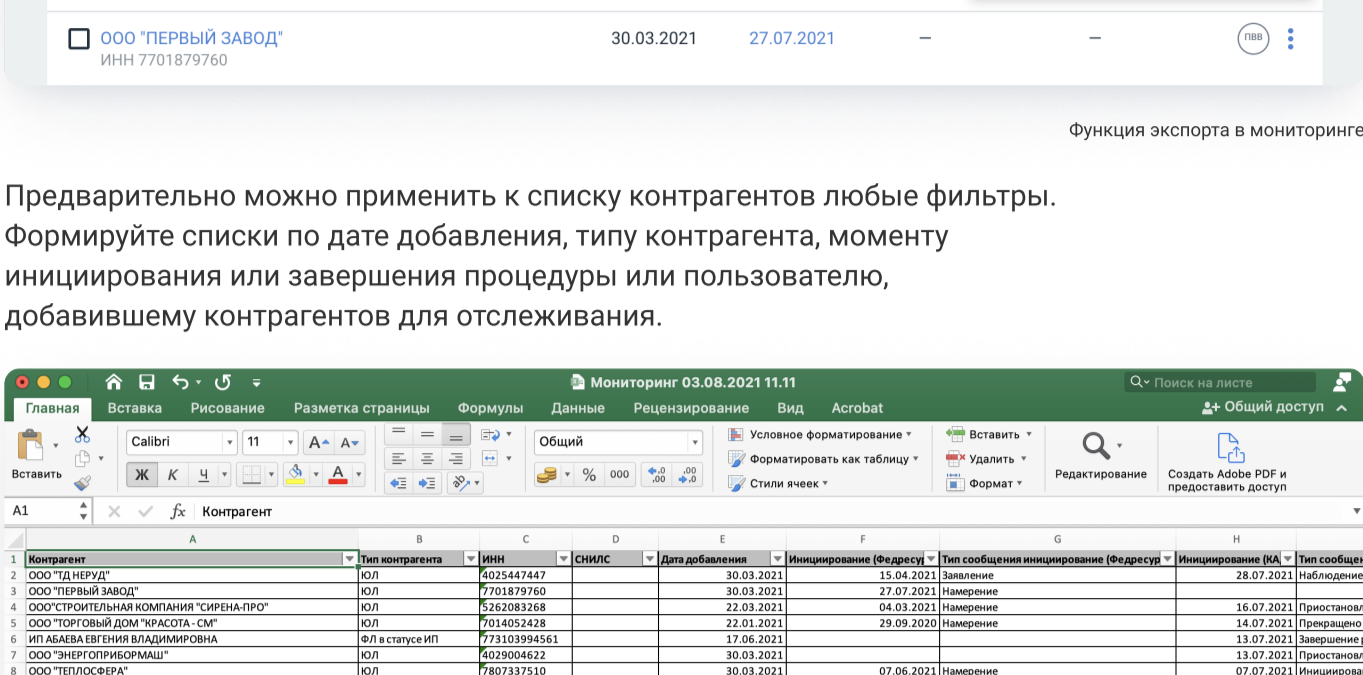 ООО "ПЕРВЫЙ ЗАВОД" 30.03.2021 27.07.2021 — — ПВВ
ИНН 7701879760
Функция экспорта в мониторинге
Предварительно можно применить к списку контрагентов любые фильтры.
Формируйте списки по дате добавления, типу контрагента, моменту
инициирования или завершения процедуры или пользователю,
добавившему контрагентов для отслеживания.
Мониторинг 03.08.2021 11.11
Поиск на листе
Главная Вставка Рисование Разметка страницы Формулы Данные Рецензирование Вид Acrobat Общий доступ
Вставить
Calibri 11 A A
Ж К Ч A
Общий
% 000 ,0 ,00 ,00 ,0
Условное форматирование
Форматировать как таблицу
Стили ячеек
Вставить
Удалить
Формат
Редактирование
Создать Adobe PDF и
предоставить доступ
A1 fx Контрагент
A B C D E F G H
1 Контрагент Тип контрагента ИНН СНИЛС Дата добавления Инициирование (Федресур Тип сообщения инициирование (Федресур Инициирование (КА Тип сообщен
2 ООО "ТД НЕРУД" ЮЛ 4025447447 30.03.2021 15.04.2021 Заявление 28.07.2021 Наблюдение
3 ООО "ПЕРВЫЙ ЗАВОД" ЮЛ 7701879760 30.03.2021 27.07.2021 Намерение
4 ООО"СТРОИТЕЛЬНАЯ КОМПАНИЯ "СИРЕНА-ПРО" ЮЛ 5262083268 22.03.2021 04.03.2021 Намерение 16.07.2021 Приостановл
5 ООО "ТОРГОВЫЙ ДОМ "КРАСОТА - СМ" ЮЛ 7014052428 22.01.2021 29.09.2020 Намерение 14.07.2021 Прекращено
6 ИП АБАЕВА ЕВГЕНИЯ ВЛАДИМИРОВНА ФЛ в статусе ИП 773103994561 17.06.2021 13.07.2021 Завершение р
7 ООО "ЭНЕРГОПРИБОРМАШ" ЮЛ 4029004622 30.03.2021 13.07.2021 Приостановл
8 ООО "ТЕПЛОСФЕРА" ЮЛ 7807337510 30.03.2021 07.06.2021 Намерение 07.07.2021 Иницииров